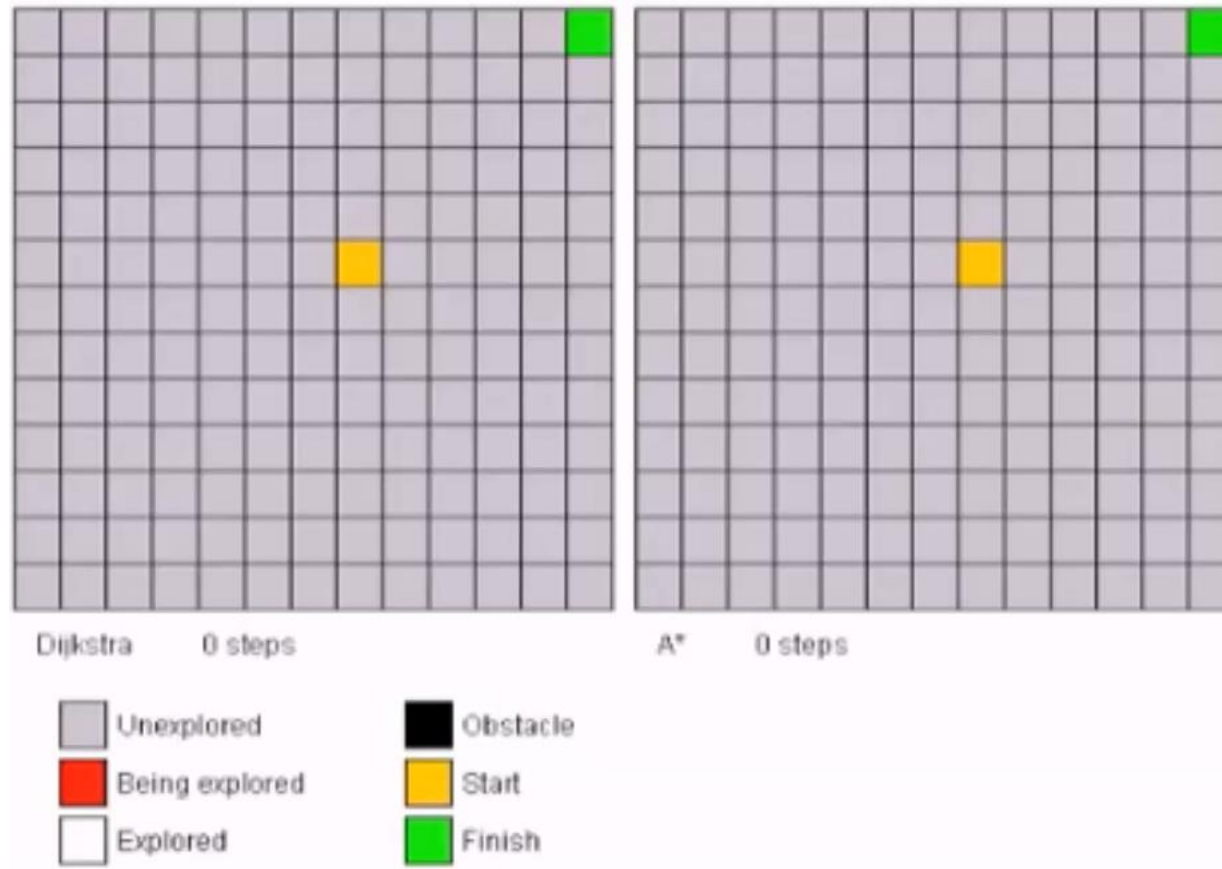 Dijkstra 0 steps
A* 0 steps
Unexplored
Obstacle
Being explored
Start
Explored
Finish